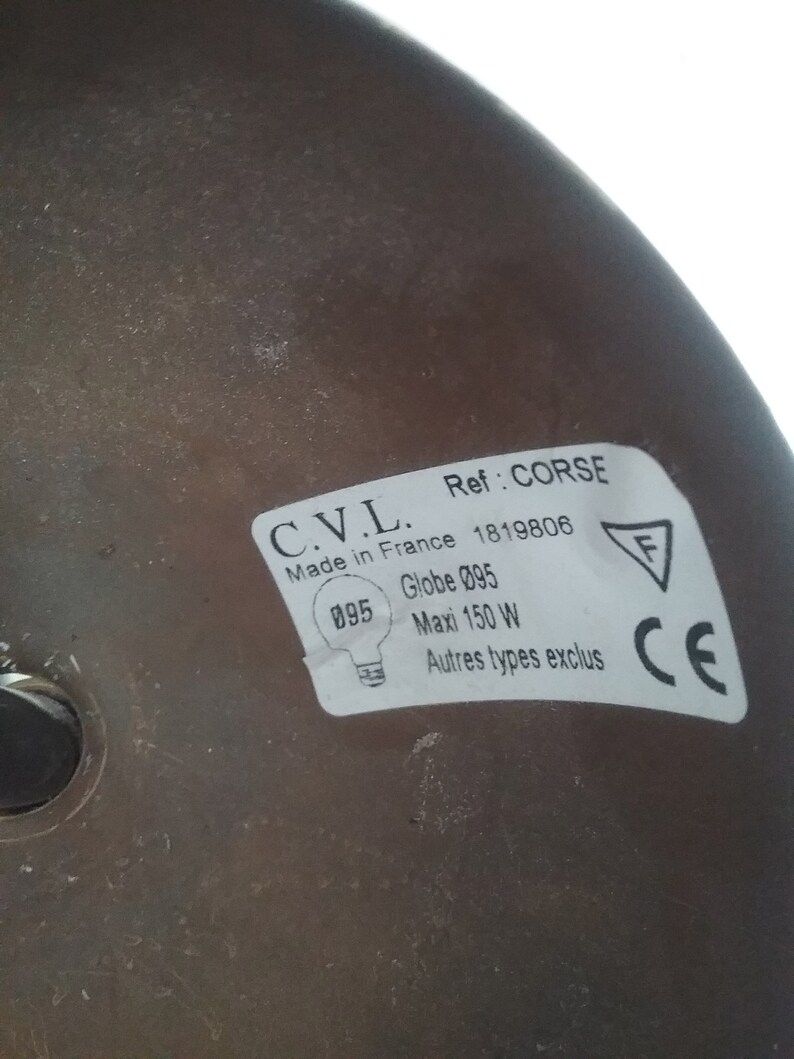 Ref : CORSE
C.V.L.
Made in France 1819806
F
Ø95
Globe Ø95
Maxi 150 W
Autres types exclus
CE